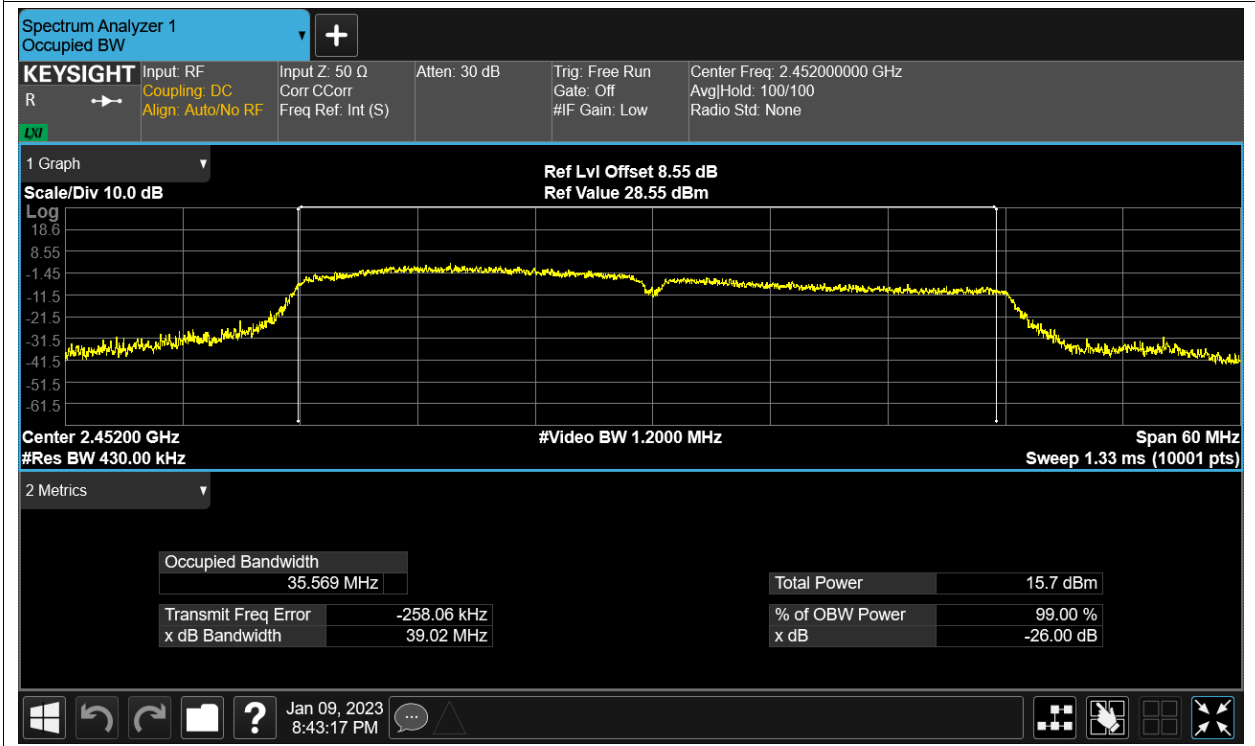 Spectrum Analyzer 1
Occupied BW
+
KEYSIGHT
R
LXI
Input: RF
Coupling: DC
Align: Auto/No RF
Input Z: 50 Ω
Corr CCorr
Freq Ref: Int (S)
Atten: 30 dB
Trig: Free Run
Gate: Off
#IF Gain: Low
Center Freq: 2.452000000 GHz
Avg|Hold: 100/100
Radio Std: None
1 Graph
Scale/Div 10.0 dB
Ref Lvl Offset 8.55 dB
Ref Value 28.55 dBm
Log
18.6
8.55
-1.45
-11.5
-21.5
-31.5
-41.5
-51.5
-61.5
Center 2.45200 GHz
#Res BW 430.00 kHz
#Video BW 1.2000 MHz
Span 60 MHz
Sweep 1.33 ms (10001 pts)
2 Metrics
Occupied Bandwidth
35.569 MHz
Transmit Freq Error -258.06 kHz
x dB Bandwidth 39.02 MHz
Total Power 15.7 dBm
% of OBW Power 99.00 %
x dB -26.00 dB
?
Jan 09, 2023
8:43:17 PM